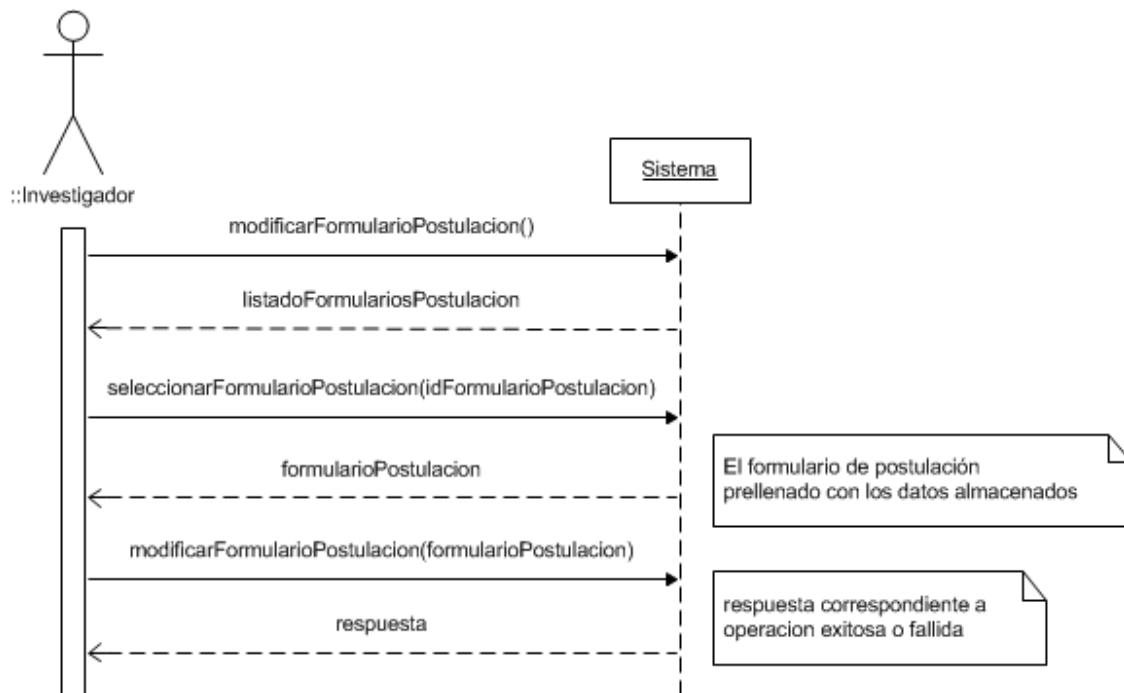 ::Investigador
Sistema
modificarFormularioPostulacion()
listadoFormulariosPostulacion
seleccionarFormularioPostulacion(idFormularioPostulacion)
formularioPostulacion
El formulario de postulación
prellenado con los datos almacenados
modificarFormularioPostulacion(formularioPostulacion)
respuesta
respuesta correspondiente a
operacion exitosa o fallida